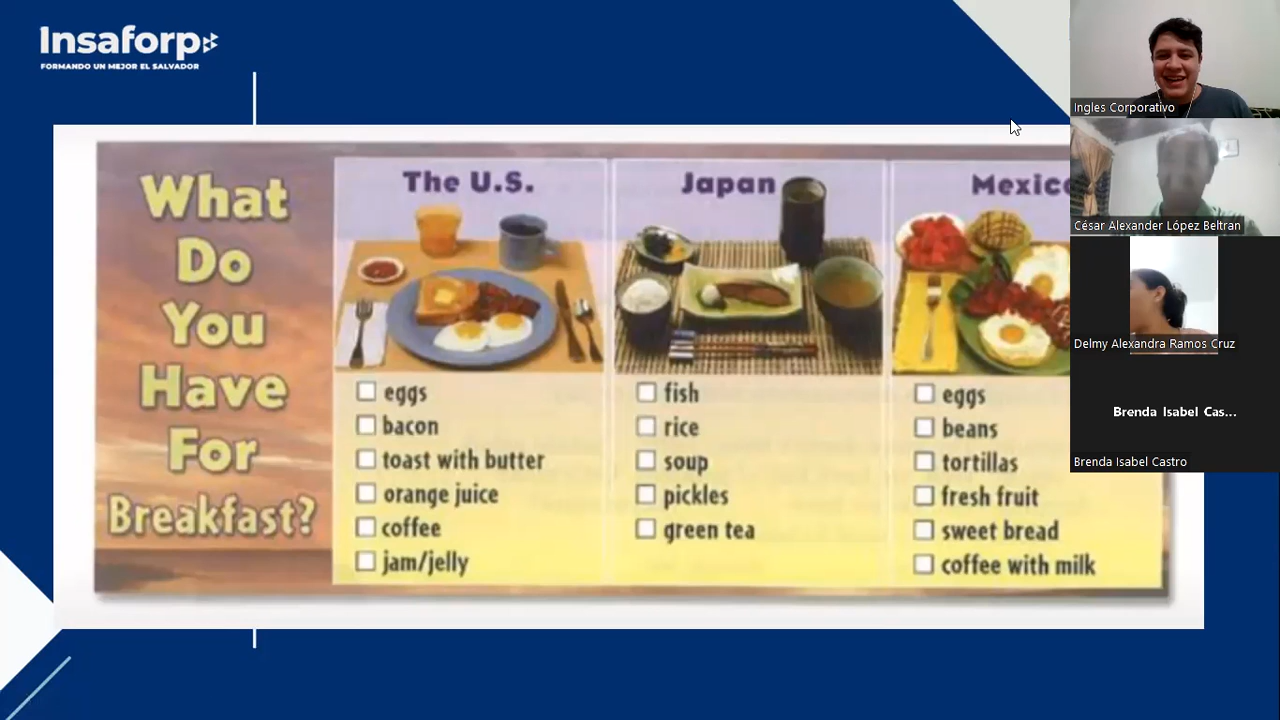 Insaforp
FORMANDO UN MEJOR EL SALVADOR
What
Do
You
Have
For
Breakfast?
The U.S.
eggs
bacon
toast with butter
orange juice
coffee
jam/jelly
Japan
fish
rice
soup
pickles
green tea
Mexic
eggs
beans
tortillas
fresh fruit
sweet bread
coffee with milk
Ingles Corporativo
César Alexander López Beltran
Delmy Alexandra Ramos Cruz
Brenda Isabel Cas...
Brenda Isabel Castro